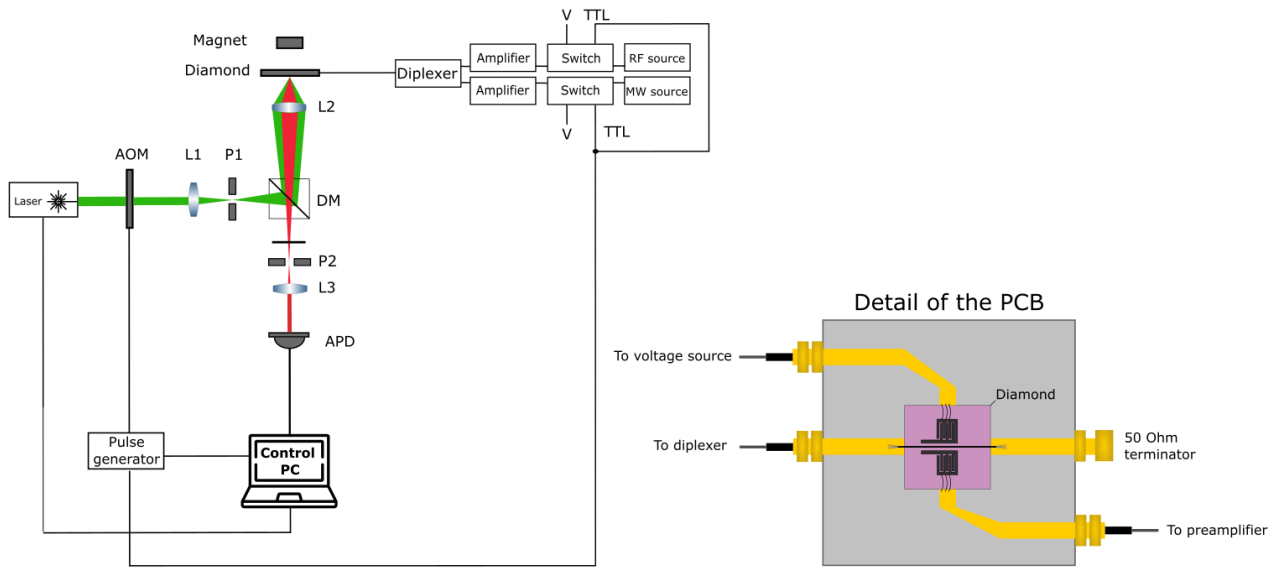 Magnet
Diamond
L2
Diplexer
V
TTL
Amplifier
Switch
RF source
Amplifier
Switch
MW source
V
TTL
AOM
L1
P1
Laser
DM
P2
L3
APD
Pulse
generator
Control
PC
Detail of the PCB
To voltage source
Diamond
To diplexer
50 Ohm
terminator
To preamplifier